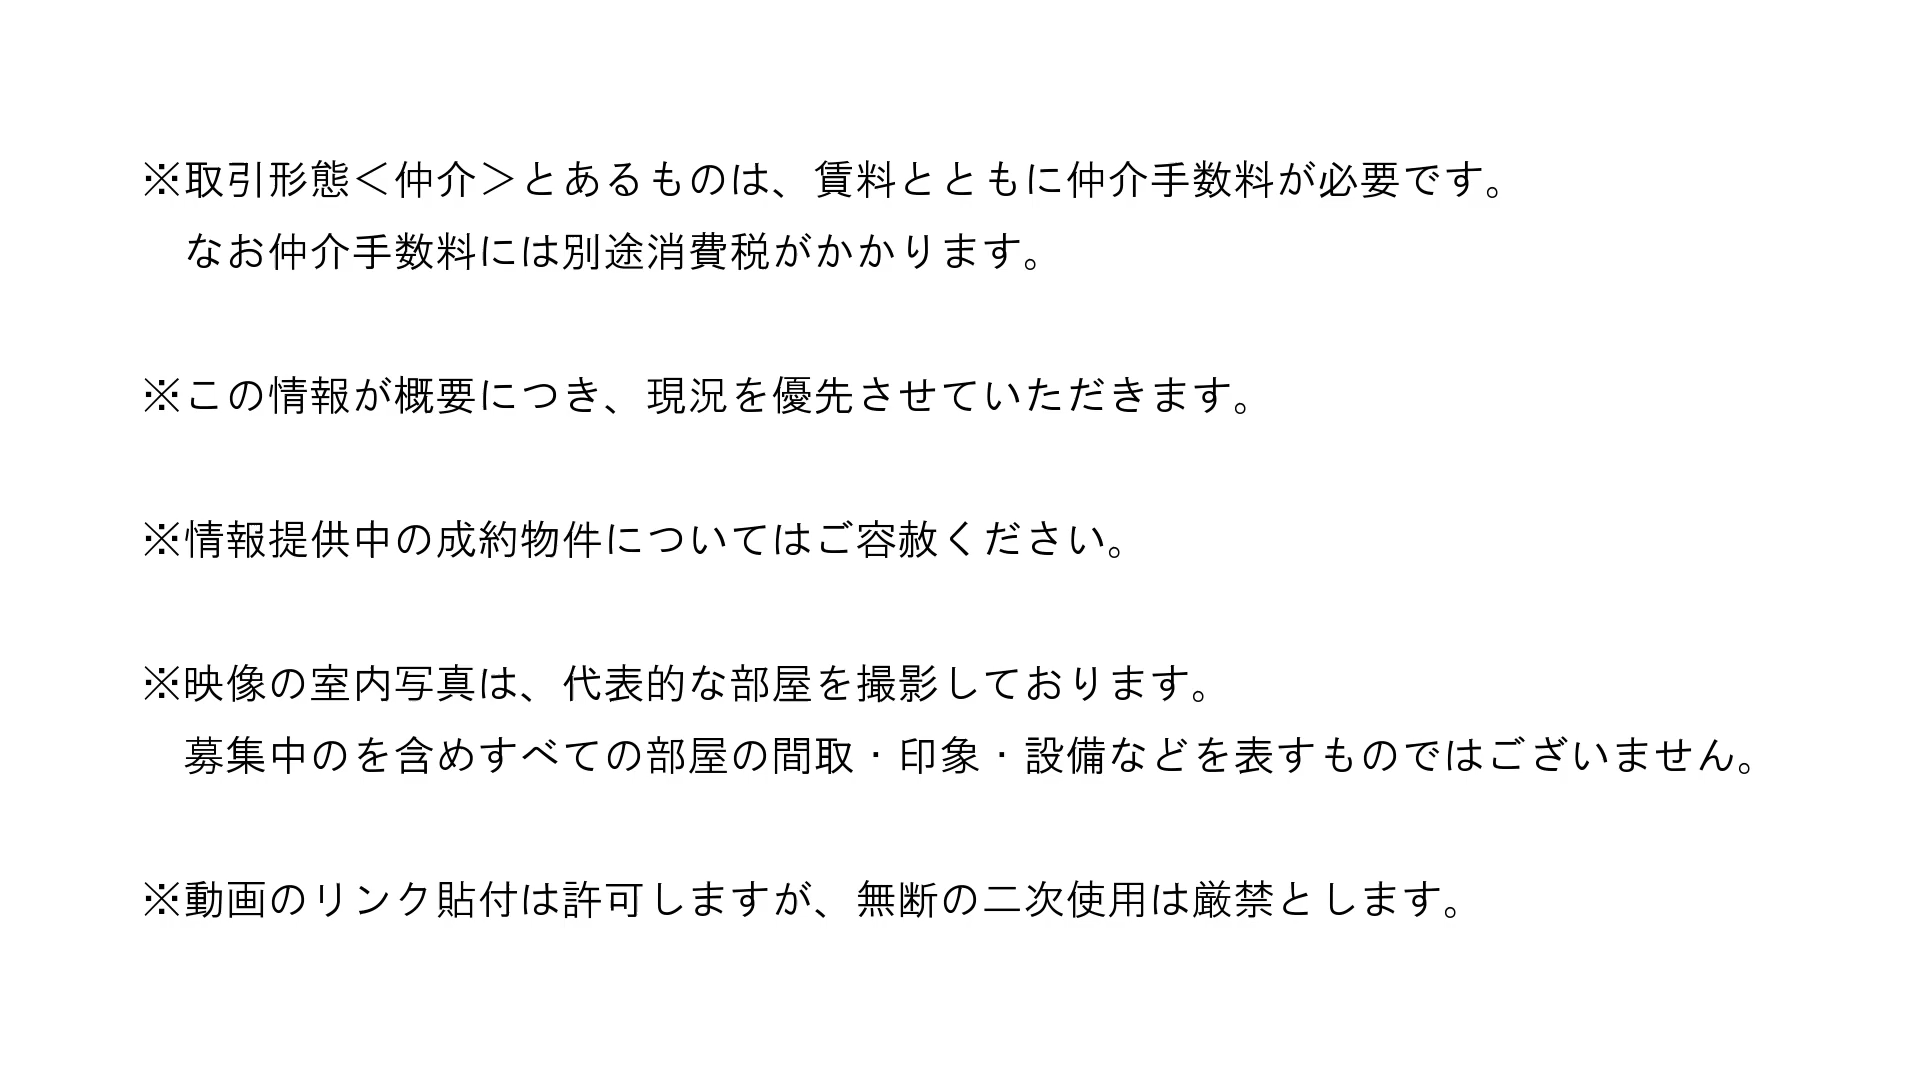 ※取引形態＜仲介＞とあるものは、賃料とともに仲介手数料が必要です。
なお仲介手数料には別途消費税がかかります。
※この情報が概要につき、現況を優先させていただきます。
※情報提供中の成約物件についてはご容赦ください。
※映像の室内写真は、代表的な部屋を撮影しております。
募集中のを含めすべての部屋の間取・印象・設備などを表すものではございません。
※動画のリンク貼付は許可しますが、無断の二次使用は厳禁とします。